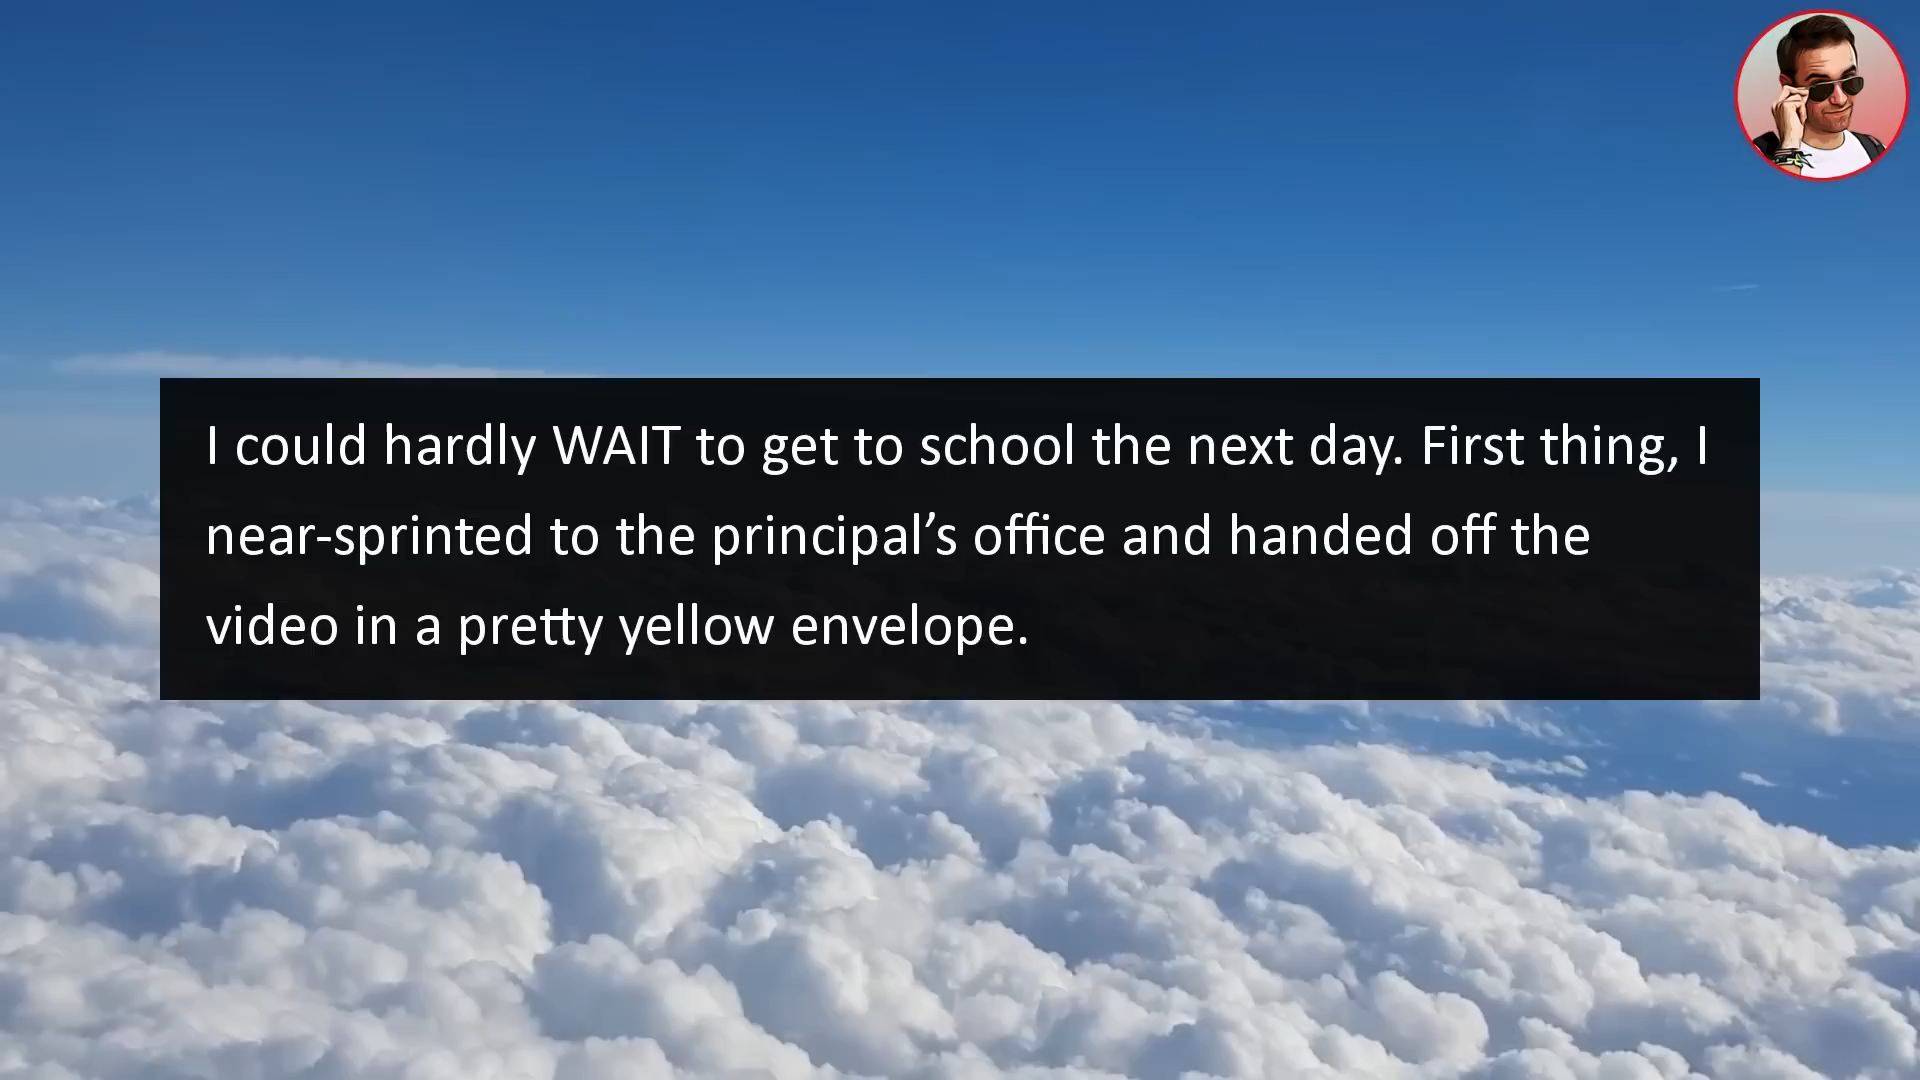 I could hardly WAIT to get to school the next day. First thing, I
near-sprinted to the principal’s office and handed off the
video in a pretty yellow envelope.